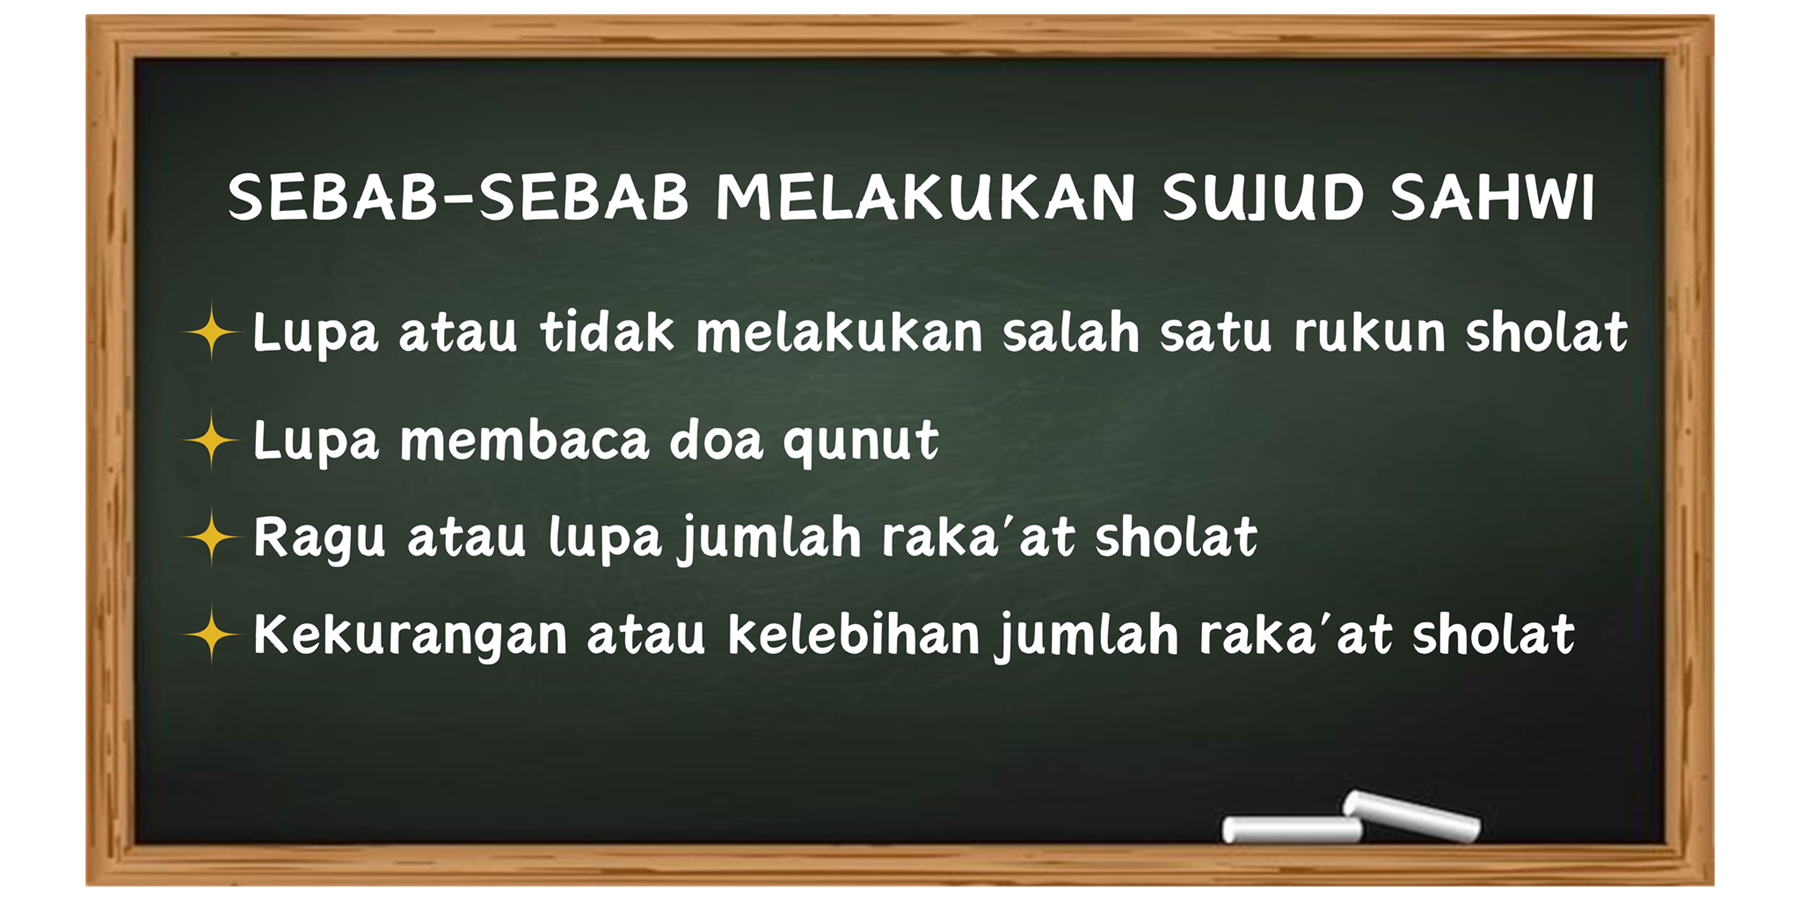 SEBAB-SEBAB MELAKUKAN SUJUD SAHWI
Lupa atau tidak melakukan salah satu rukun sholat
Lupa membaca doa qunut
Ragu atau lupa jumlah raka'at sholat
Kekurangan atau kelebihan jumlah raka'at sholat